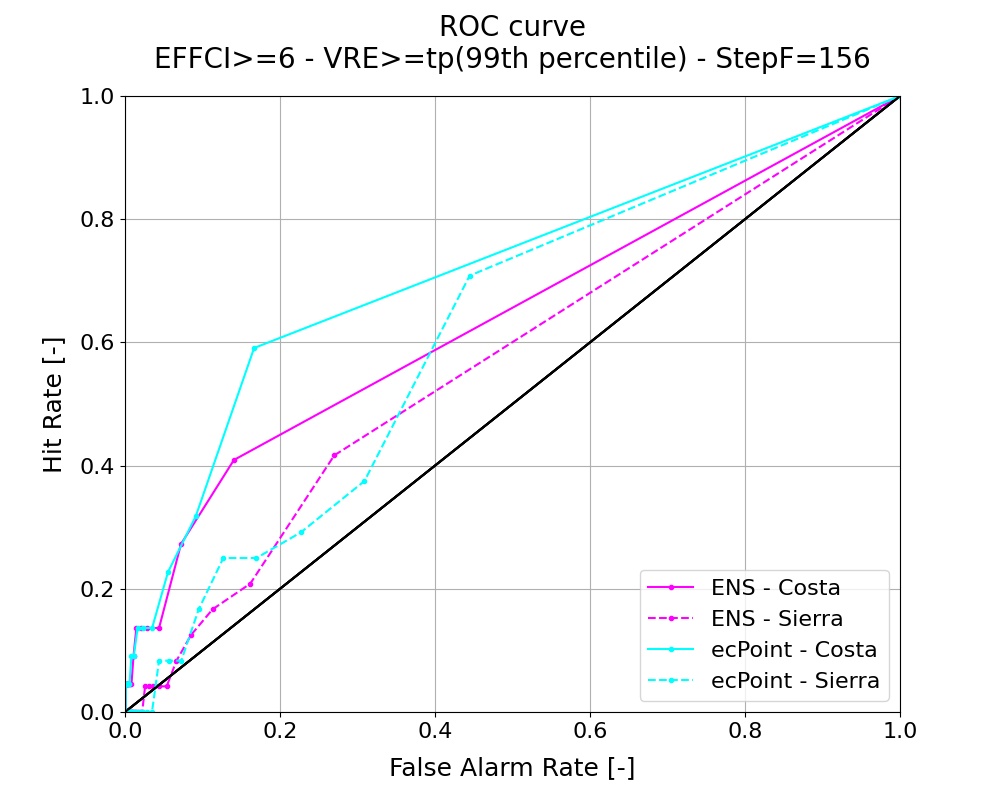 ROC curve
EFFCI>=6 - VRE>=tp(99th percentile) - StepF=156
1.0
0.8
0.6
0.4
0.2
0.0
Hit Rate [-]
0.0 0.2 0.4 0.6 0.8 1.0
False Alarm Rate [-]
ENS - Costa
ENS - Sierra
ecPoint - Costa
ecPoint - Sierra